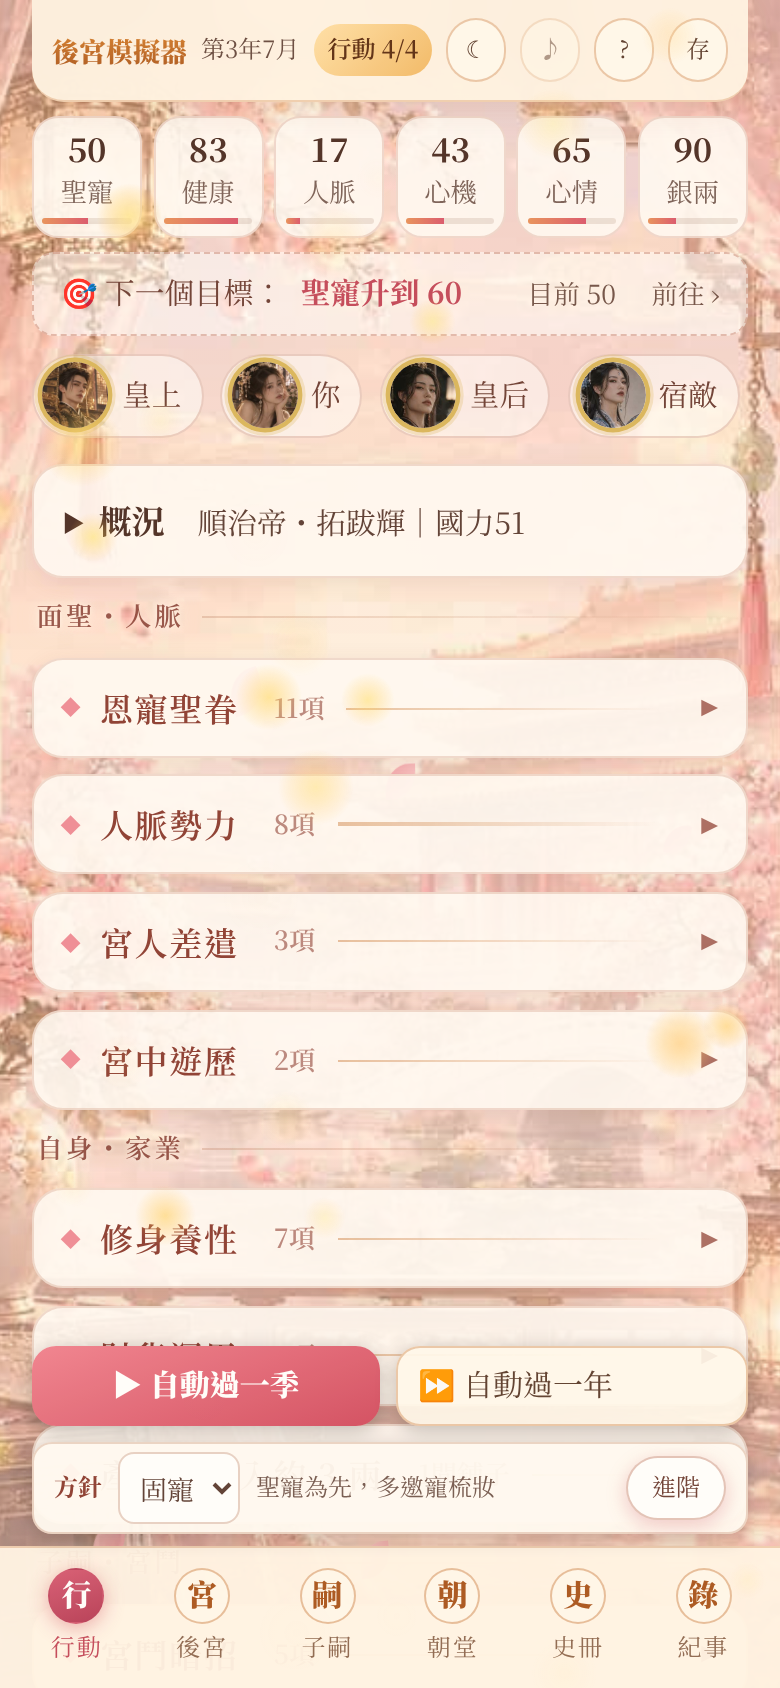 後宮模擬器 第3年7月 行動 4/4 ☾ ♪ ? 存
50 83 17 43 65 90
聖寵 健康 人脈 心機 心情 銀兩
🎯 下一個目標： 聖寵升到 60 目前 50 前往 ›
皇上 你 皇后 宿敵
▶ 概況 順治帝・拓跋輝｜國力51
面聖・人脈
◆ 恩寵聖眷 11項 ▶
◆ 人脈勢力 8項 ▶
◆ 宮人差遣 3項 ▶
◆ 宮中遊歷 2項 ▶
自身・家業
◆ 修身養性 7項 ▶
▶ 自動過一季 ⏩ 自動過一年
方針 固寵 聖寵為先，多邀寵梳妝 進階
行 宮 嗣 朝 史 錄
行動 後宮 子嗣 朝堂 史冊 紀事